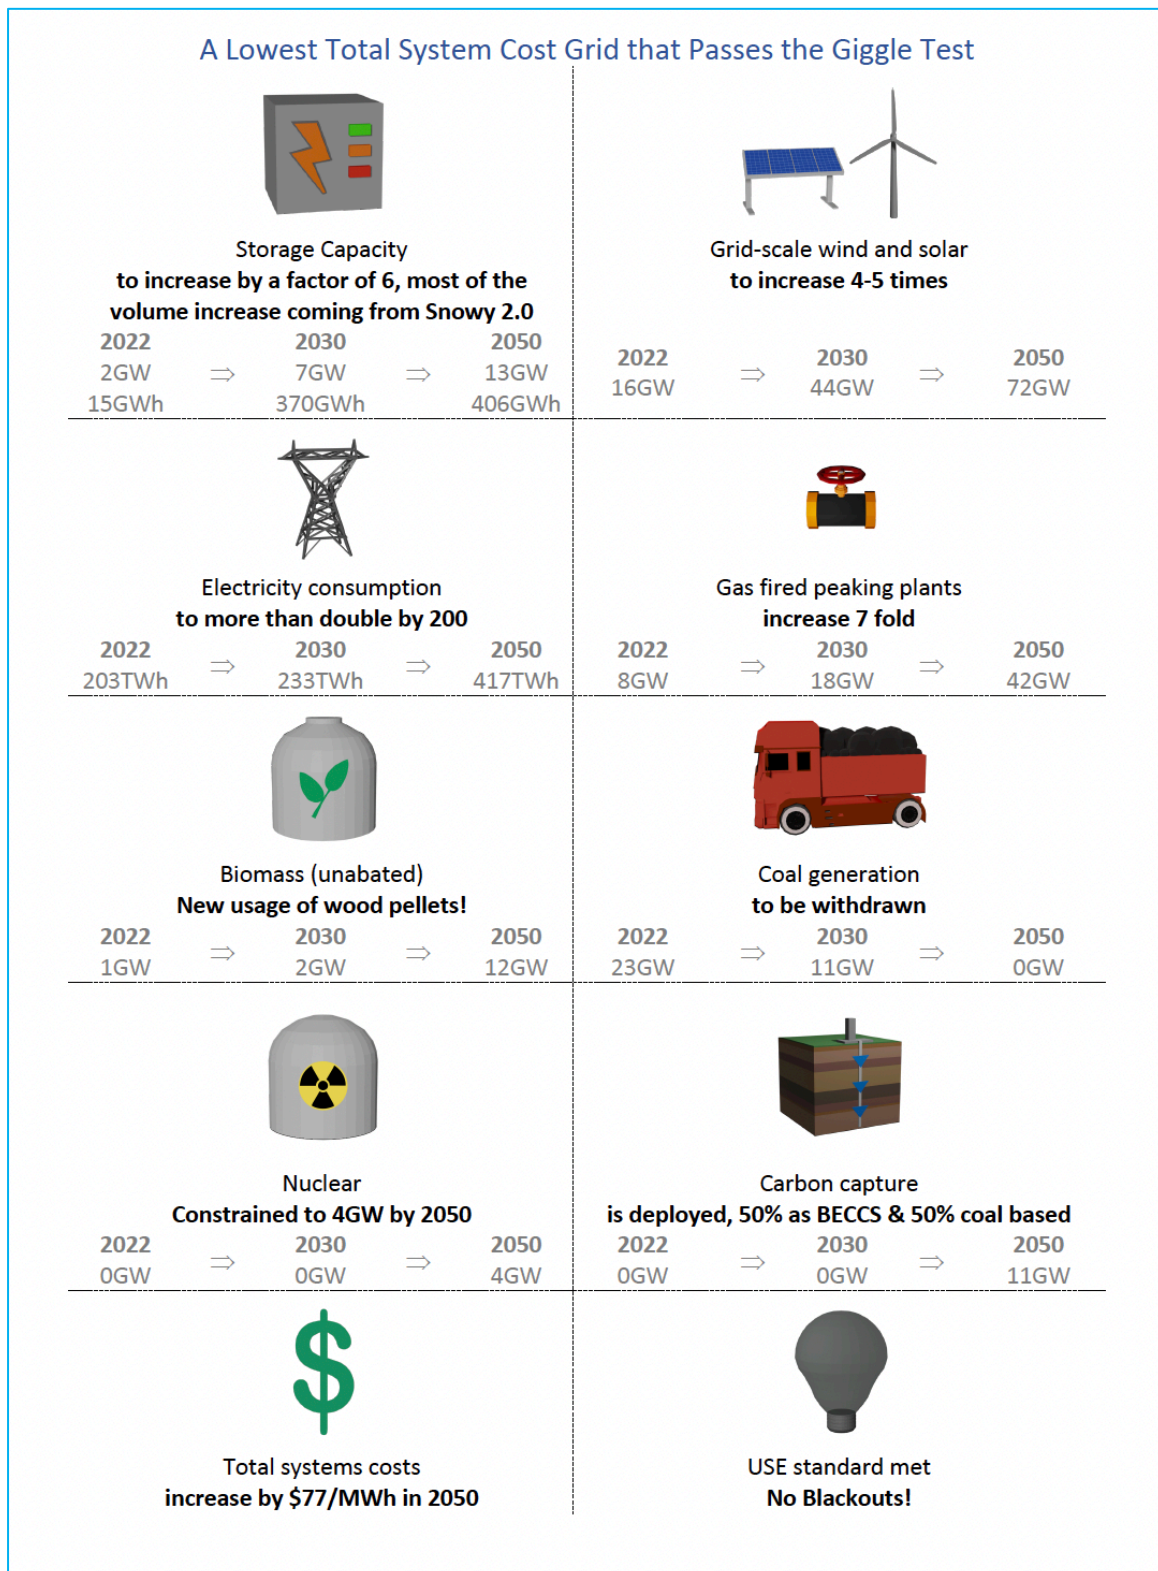 A Lowest Total System Cost Grid that Passes the Giggle Test
Storage Capacity
to increase by a factor of 6, most of the
volume increase coming from Snowy 2.0
2022 2030 2050
2GW ⇒ 7GW ⇒ 13GW
15GWh 370GWh 406GWh
Grid-scale wind and solar
to increase 4-5 times
2022 ⇒ 2030 ⇒ 2050
16GW 44GW 72GW
Electricity consumption
to more than double by 200
2022 ⇒ 2030 ⇒ 2050
203TWh 233TWh 417TWh
Gas fired peaking plants
increase 7 fold
2022 ⇒ 2030 ⇒ 2050
8GW 18GW 42GW
Biomass (unabated)
New usage of wood pellets!
2022 ⇒ 2030 ⇒ 2050
1GW 2GW 12GW
Coal generation
to be withdrawn
2022 ⇒ 2030 ⇒ 2050
23GW 11GW 0GW
Nuclear
Constrained to 4GW by 2050
2022 ⇒ 2030 ⇒ 2050
0GW 0GW 4GW
Carbon capture
is deployed, 50% as BECCS & 50% coal based
2022 ⇒ 2030 ⇒ 2050
0GW 0GW 11GW
$
Total systems costs
increase by $77/MWh in 2050
USE standard met
No Blackouts!